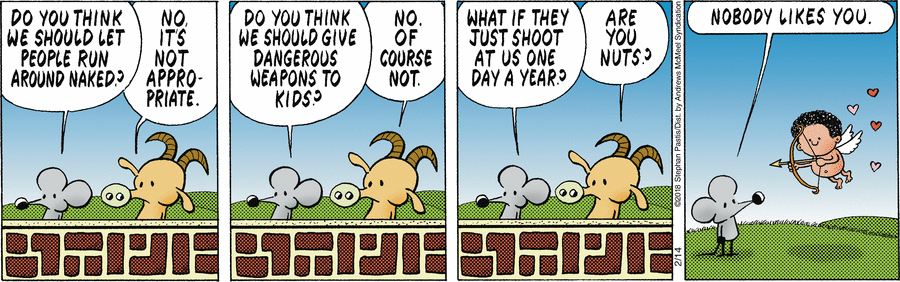 DO YOU THINK
WE SHOULD LET
PEOPLE RUN
AROUND NAKED?
NO.
IT'S
NOT
APPRO-
PRIATE.
DO YOU THINK
WE SHOULD GIVE
DANGEROUS
WEAPONS TO
KIDS?
NO.
OF
COURSE
NOT.
WHAT IF THEY
JUST SHOOT
AT US ONE
DAY A YEAR?
ARE
YOU
NUTS?
©2018 Stephan Pastis/Dist. by Andrews McMeel Syndication
2/14
NOBODY LIKES YOU.